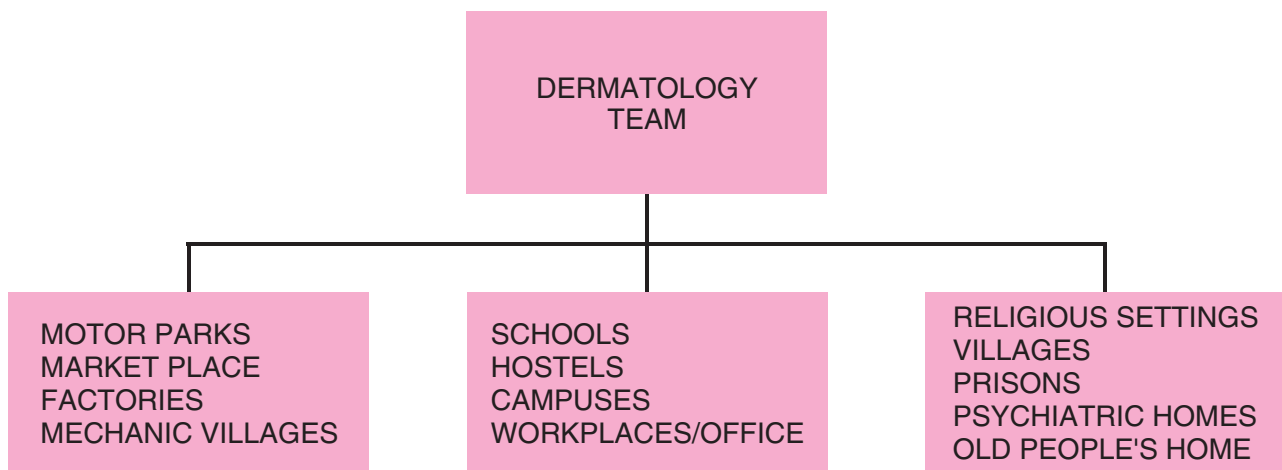 DERMATOLOGY
TEAM
MOTOR PARKS
MARKET PLACE
FACTORIES
MECHANIC VILLAGES
SCHOOLS
HOSTELS
CAMPUSES
WORKPLACES/OFFICE
RELIGIOUS SETTINGS
VILLAGES
PRISONS
PSYCHIATRIC HOMES
OLD PEOPLE'S HOME